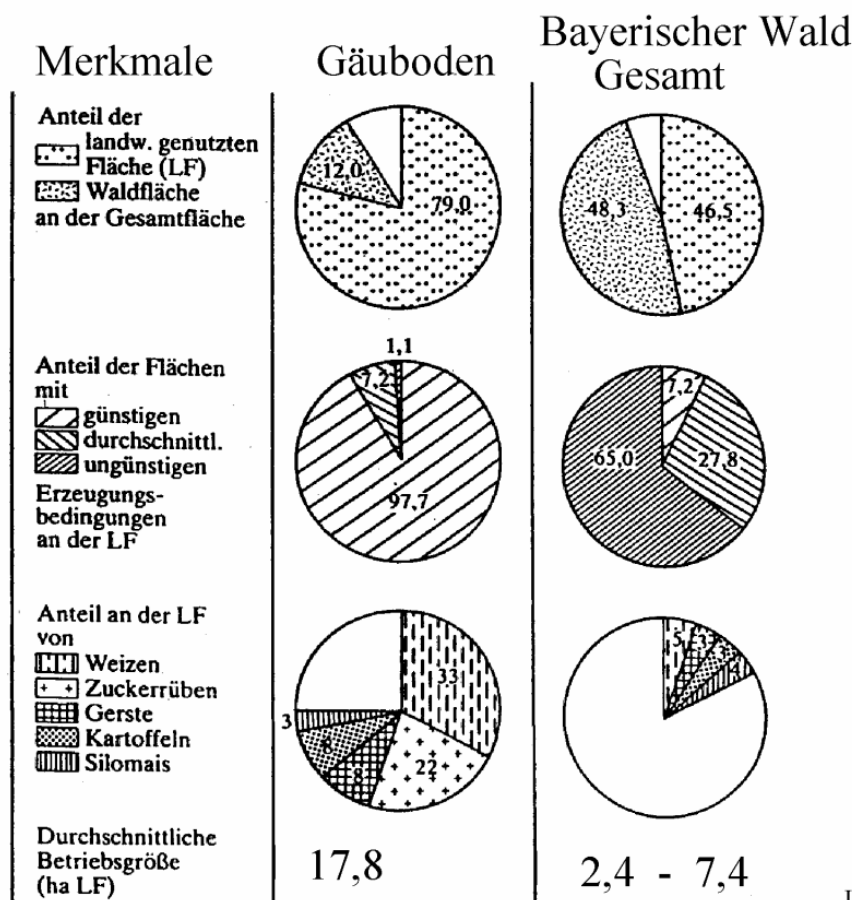 Merkmale
Gäuboden
Bayerischer Wald
Gesamt
Anteil der
landw. genutzten
Fläche (LF)
Waldfläche
an der Gesamtfläche
12,0
79,0
48,3
46,5
Anteil der Flächen
mit
günstigen
durchschnittl.
ungünstigen
Erzeugungs-
bedingungen
an der LF
1,1
7,2
97,7
7,2
65,0
27,8
Anteil an der LF
von
Weizen
Zuckerrüben
Gerste
Kartoffeln
Silomais
33
3
8
8
22
5
3
3
4
Durchschnittliche
Betriebsgröße
(ha LF)
17,8
2,4 - 7,4